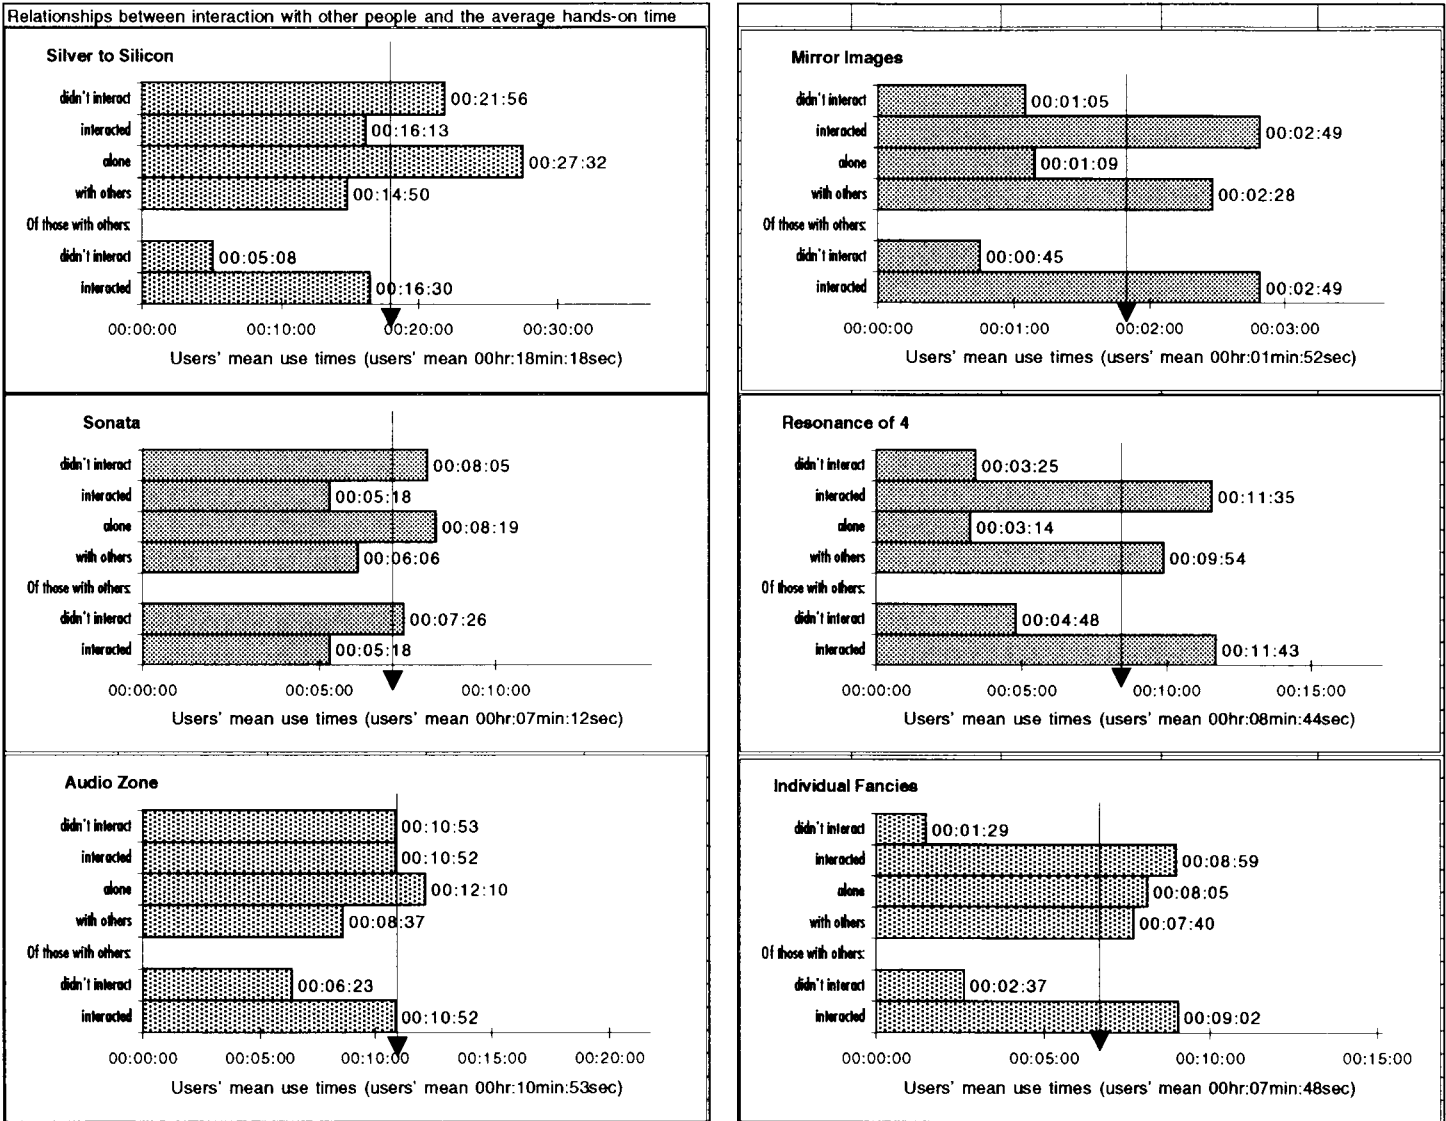 Relationships between interaction with other people and the average hands-on time
Silver to Silicon
didn't interact 00:21:56
interacted 00:16:13
alone 00:27:32
with others 00:14:50
Of those with others:
didn't interact 00:05:08
interacted 00:16:30
00:00:00 00:10:00 00:20:00 00:30:00
Users' mean use times (users' mean 00hr:18min:18sec)
Mirror Images
didn't interact 00:01:05
interacted 00:02:49
alone 00:01:09
with others 00:02:28
Of those with others:
didn't interact 00:00:45
interacted 00:02:49
00:00:00 00:01:00 00:02:00 00:03:00
Users' mean use times (users' mean 00hr:01min:52sec)
Sonata
didn't interact 00:08:05
interacted 00:05:18
alone 00:08:19
with others 00:06:06
Of those with others:
didn't interact 00:07:26
interacted 00:05:18
00:00:00 00:05:00 00:10:00
Users' mean use times (users' mean 00hr:07min:12sec)
Resonance of 4
didn't interact 00:03:25
interacted 00:11:35
alone 00:03:14
with others 00:09:54
Of those with others:
didn't interact 00:04:48
interacted 00:11:43
00:00:00 00:05:00 00:10:00 00:15:00
Users' mean use times (users' mean 00hr:08min:44sec)
Audio Zone
didn't interact 00:10:53
interacted 00:10:52
alone 00:12:10
with others 00:08:37
Of those with others:
didn't interact 00:06:23
interacted 00:10:52
00:00:00 00:05:00 00:10:00 00:15:00 00:20:00
Users' mean use times (users' mean 00hr:10min:53sec)
Individual Fancies
didn't interact 00:01:29
interacted 00:08:59
alone 00:08:05
with others 00:07:40
Of those with others:
didn't interact 00:02:37
interacted 00:09:02
00:00:00 00:05:00 00:10:00 00:15:00
Users' mean use times (users' mean 00hr:07min:48sec)